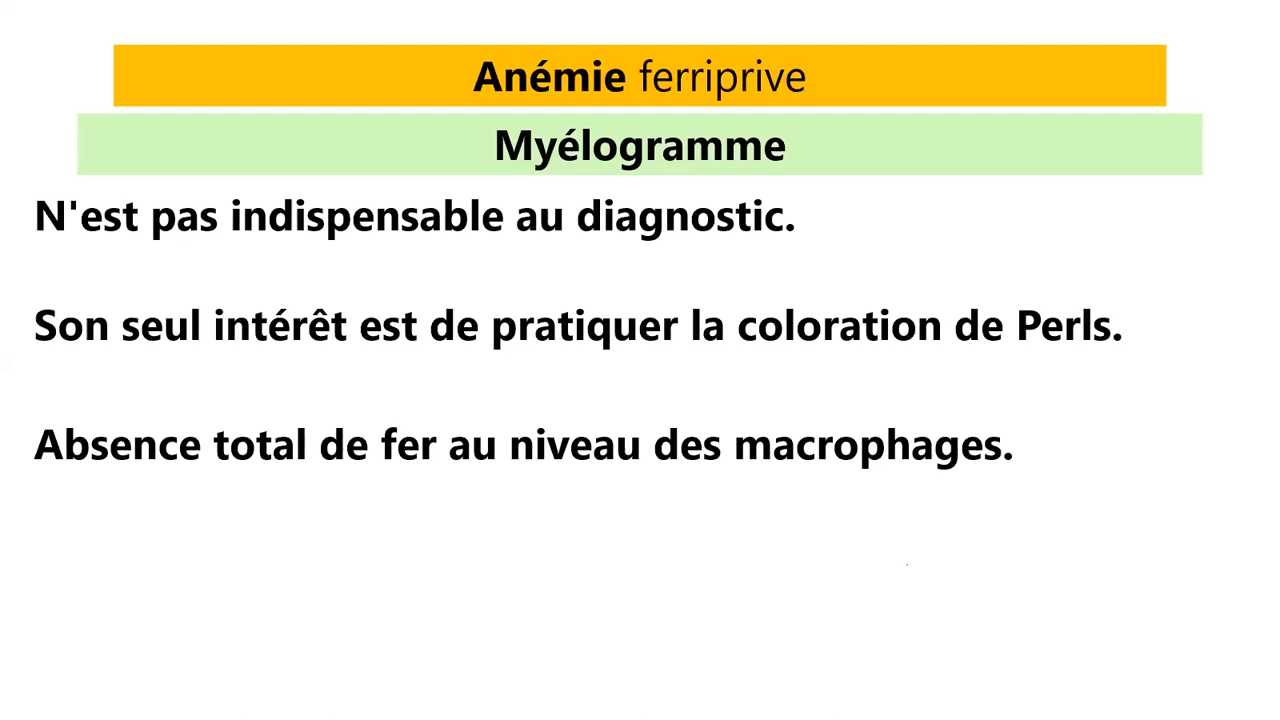 Anémie ferriprive
Myélogramme
N'est pas indispensable au diagnostic.
Son seul intérêt est de pratiquer la coloration de Perls.
Absence total de fer au niveau des macrophages.